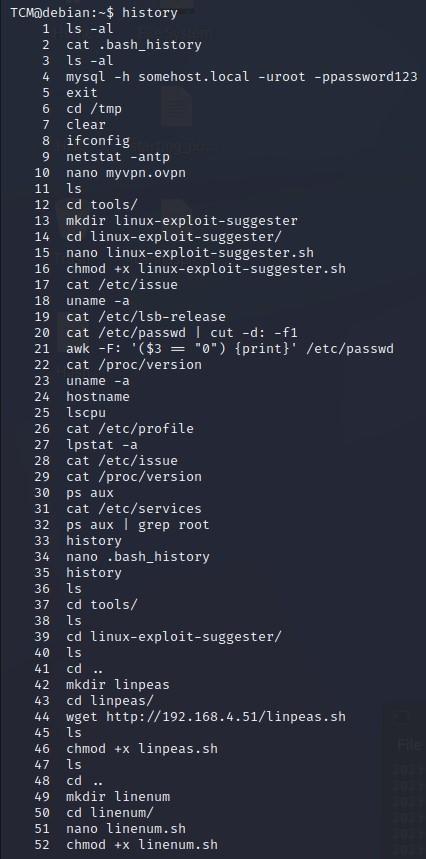 TCM@debian:~$ history
1 ls -al
2 cat .bash_history
3 ls -al
4 mysql -h somehost.local -uroot -ppassword123
5 exit
6 cd /tmp
7 clear
8 ifconfig
9 netstat -antp
10 nano myvpn.ovpn
11 ls
12 cd tools/
13 mkdir linux-exploit-suggester
14 cd linux-exploit-suggester/
15 nano linux-exploit-suggester.sh
16 chmod +x linux-exploit-suggester.sh
17 cat /etc/issue
18 uname -a
19 cat /etc/lsb-release
20 cat /etc/passwd | cut -d: -f1
21 awk -F: '($3 == "0") {print}' /etc/passwd
22 cat /proc/version
23 uname -a
24 hostname
25 lscpu
26 cat /etc/profile
27 lpstat -a
28 cat /etc/issue
29 cat /proc/version
30 ps aux
31 cat /etc/services
32 ps aux | grep root
33 history
34 nano .bash_history
35 history
36 ls
37 cd tools/
38 ls
39 cd linux-exploit-suggester/
40 ls
41 cd ..
42 mkdir linpeas
43 cd linpeas/
44 wget http://192.168.4.51/linpeas.sh
45 ls
46 chmod +x linpeas.sh
47 ls
48 cd ..
49 mkdir linenum
50 cd linenum/
51 nano linenum.sh
52 chmod +x linenum.sh